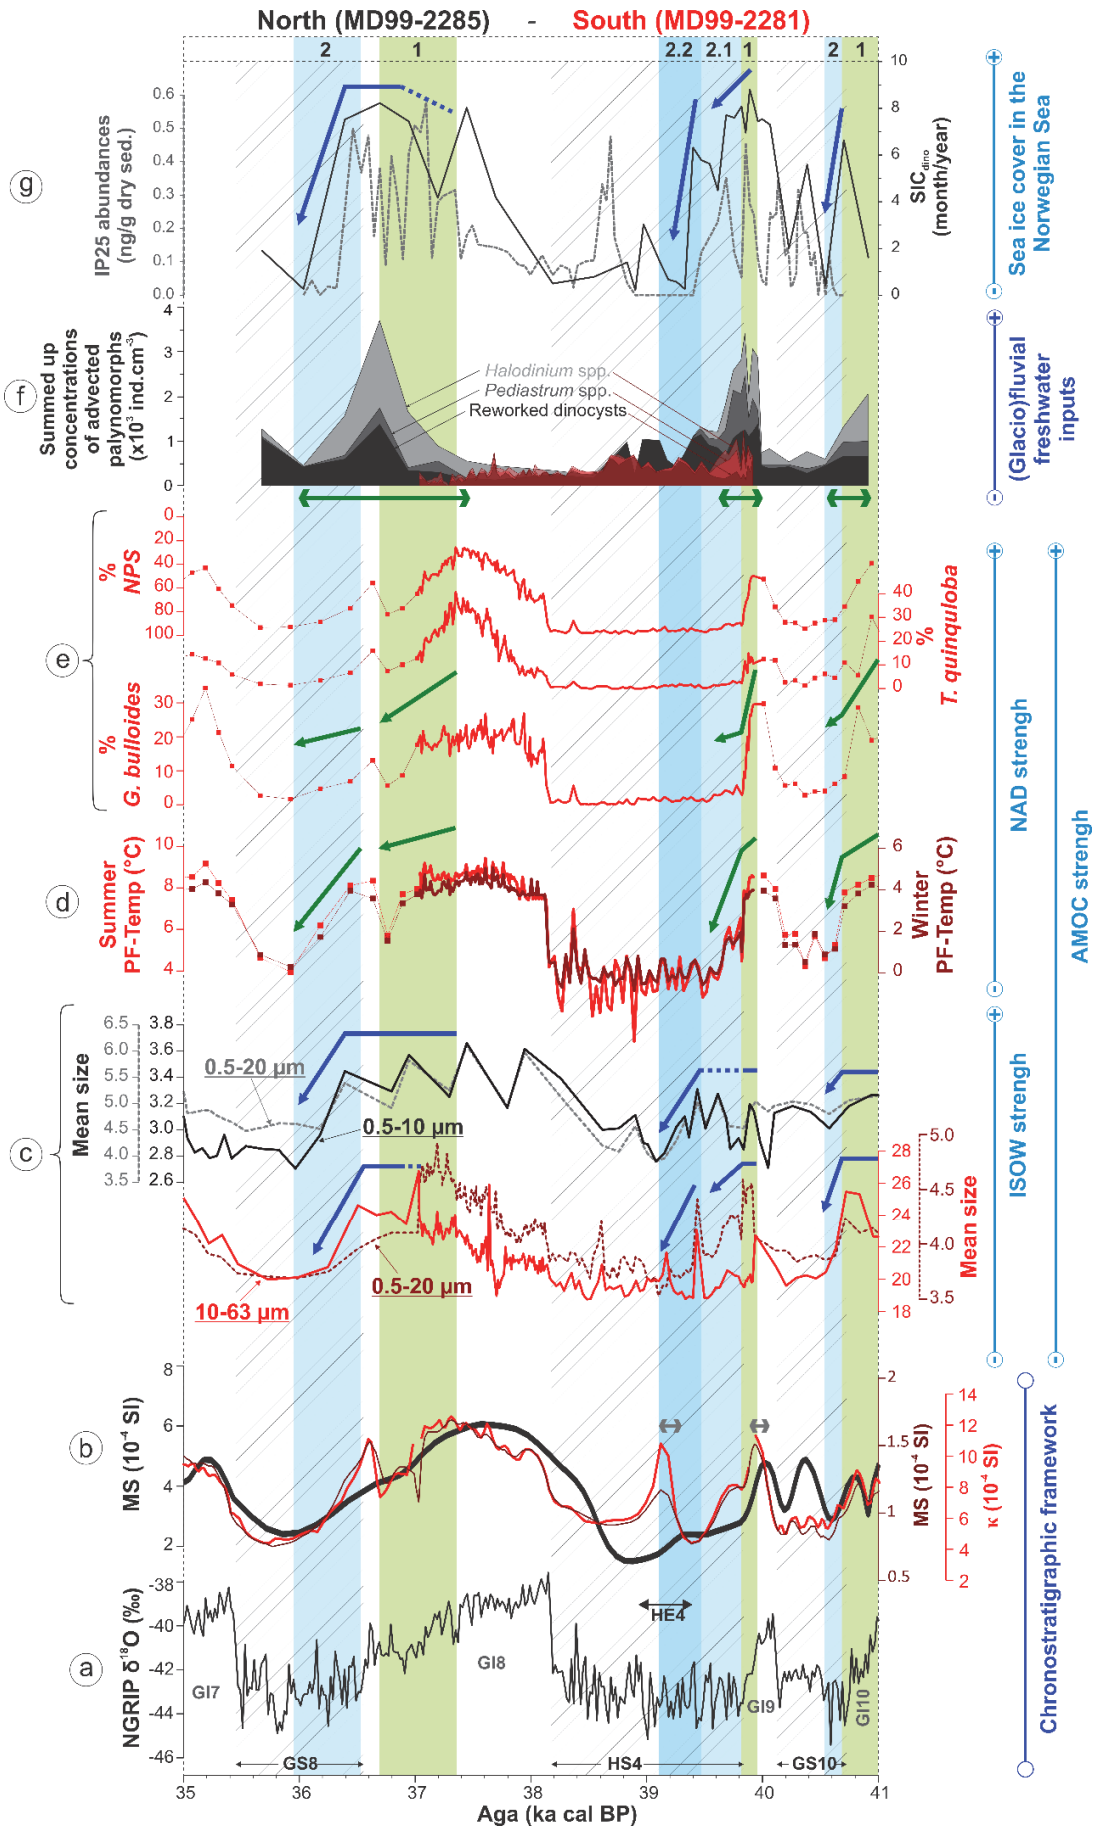 North (MD99-2285) - South (MD99-2281)
2 1 2.2 2.1 1 2 1
g
IP25 abundances
(ng/g dry sed.)
0.6
0.5
0.4
0.3
0.2
0.1
0.0
10
8
6
4
2
0
SIC dino
(month/year)
Sea ice cover in the
Norwegian Sea
+
-
f
Summed up
concentrations
of advected
palynomorphs
(x10³ ind.cm⁻³)
4
3
2
1
0
Halodinium spp.
Pediastrum spp.
Reworked dinocysts
(Glacio)fluvial
freshwater
inputs
+
-
e
%
NPS
0
20
40
60
80
100
%
T. quinquloba
40
30
20
10
0
%
G. bulloides
30
20
10
0
NAD strengh
+
-
AMOC strengh
+
-
d
Summer
PF-Temp (°C)
10
8
6
4
Winter
PF-Temp (°C)
6
4
2
0
c
Mean size
6.5
6.0
5.5
5.0
4.5
4.0
3.5
3.8
3.6
3.4
3.2
3.0
2.8
2.6
0.5-20 µm
0.5-10 µm
10-63 µm
0.5-20 µm
28
26
24
22
20
18
5.0
4.5
4.0
3.5
Mean size
ISOW strengh
+
-
b
MS (10⁻⁴ SI)
8
6
4
2
2
1.5
1
0.5
MS (10⁻⁴ SI)
14
12
10
8
6
4
2
κ (10⁻⁴ SI)
Chronostratigraphic framework
a
NGRIP δ¹⁸O (‰)
-38
-40
-42
-44
-46
HE4
GI7
GI8
GI9
GI10
GS8
HS4
GS10
35 36 37 38 39 40 41
Aga (ka cal BP)